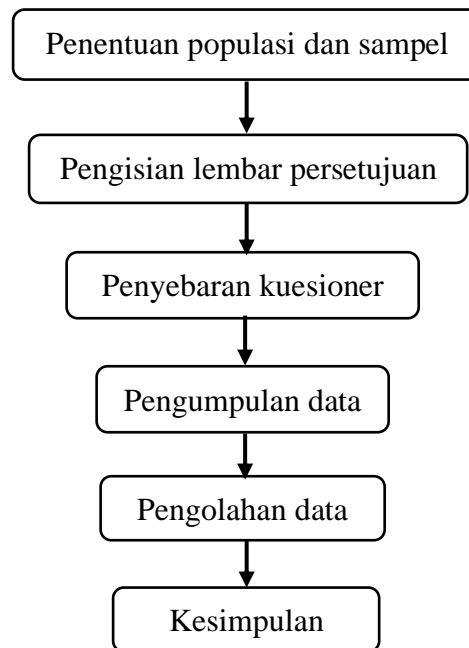 Penentuan populasi dan sampel
Pengisian lembar persetujuan
Penyebaran kuesioner
Pengumpulan data
Pengolahan data
Kesimpulan